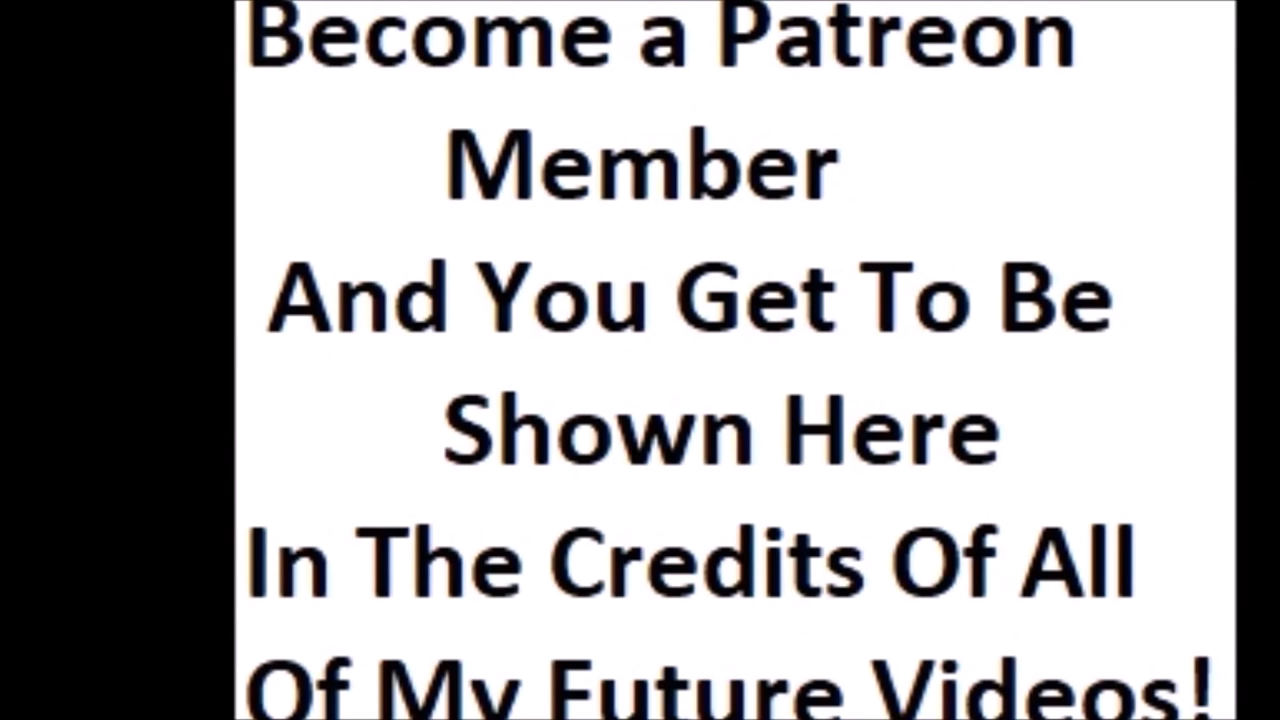 Become a Patreon
Member
And You Get To Be
Shown Here
In The Credits Of All
Of My Future Videos!